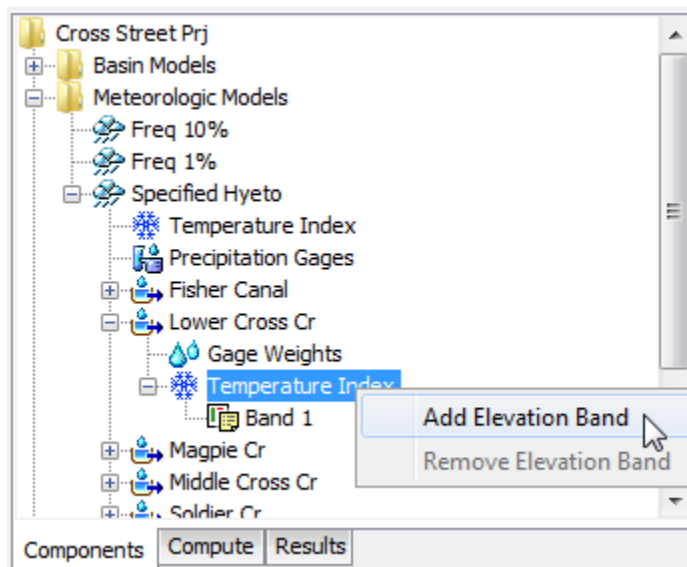 Cross Street Prj
Basin Models
Meteorologic Models
Freq 10%
Freq 1%
Specified Hyeto
Temperature Index
Precipitation Gages
Fisher Canal
Lower Cross Cr
Gage Weights
Temperature Index
Add Elevation Band
Band 1
Remove Elevation Band
Magpie Cr
Middle Cross Cr
Soldier Cr
Components Compute Results